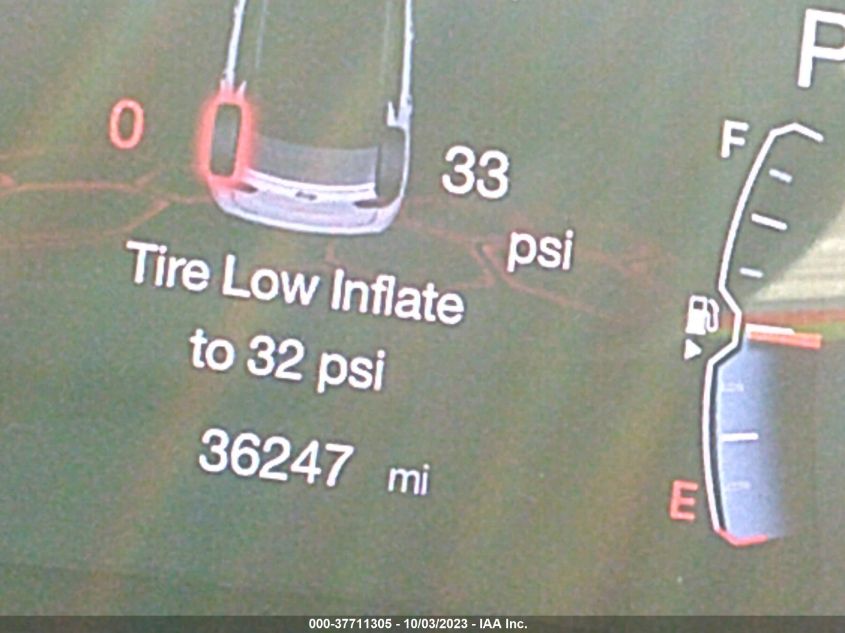 P
F
0
33
psi
Tire Low Inflate
to 32 psi
36247 mi
E
000-37711305 - 10/03/2023 - IAA Inc.